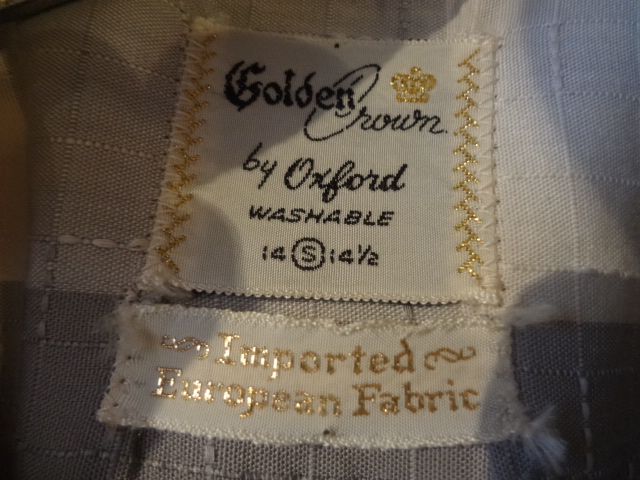 Golden Crown
by Oxford
WASHABLE
14 S 14½
Imported
European Fabric